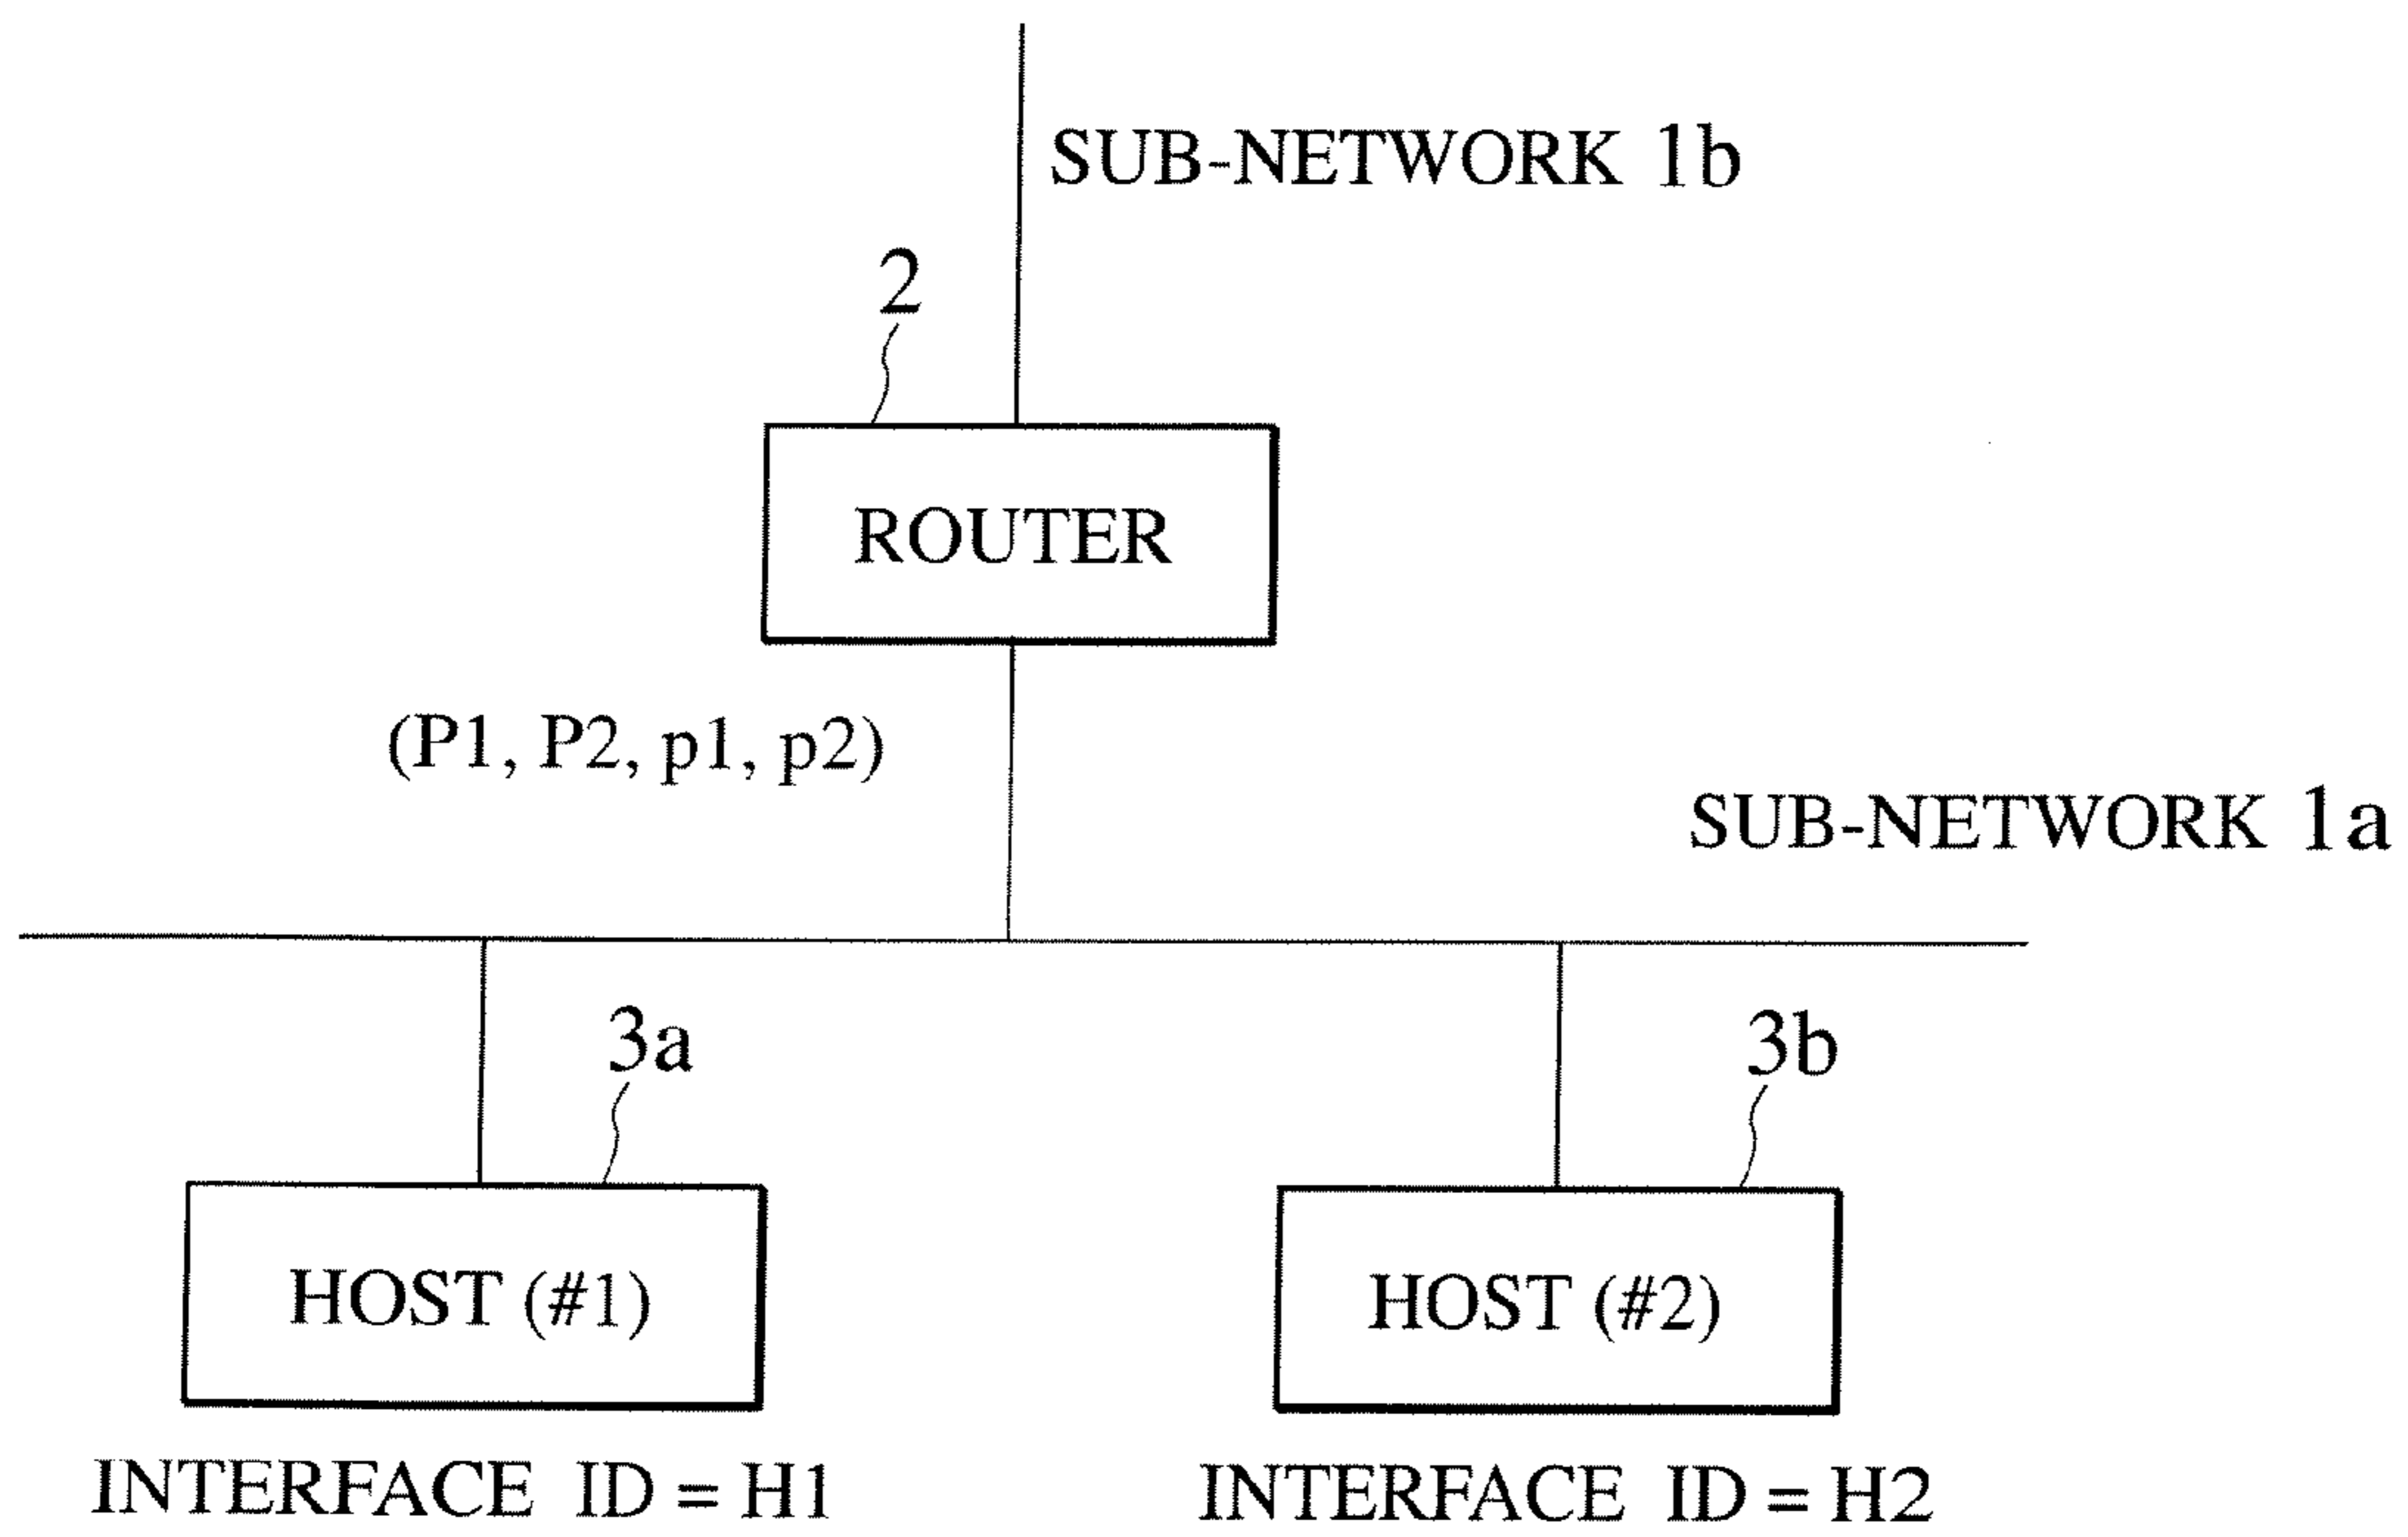 SUB-NETWORK 1b
2
ROUTER
(P1, P2, p1, p2)
SUB-NETWORK 1a
3a
3b
HOST (#1)
HOST (#2)
INTERFACE ID = H1
INTERFACE ID = H2